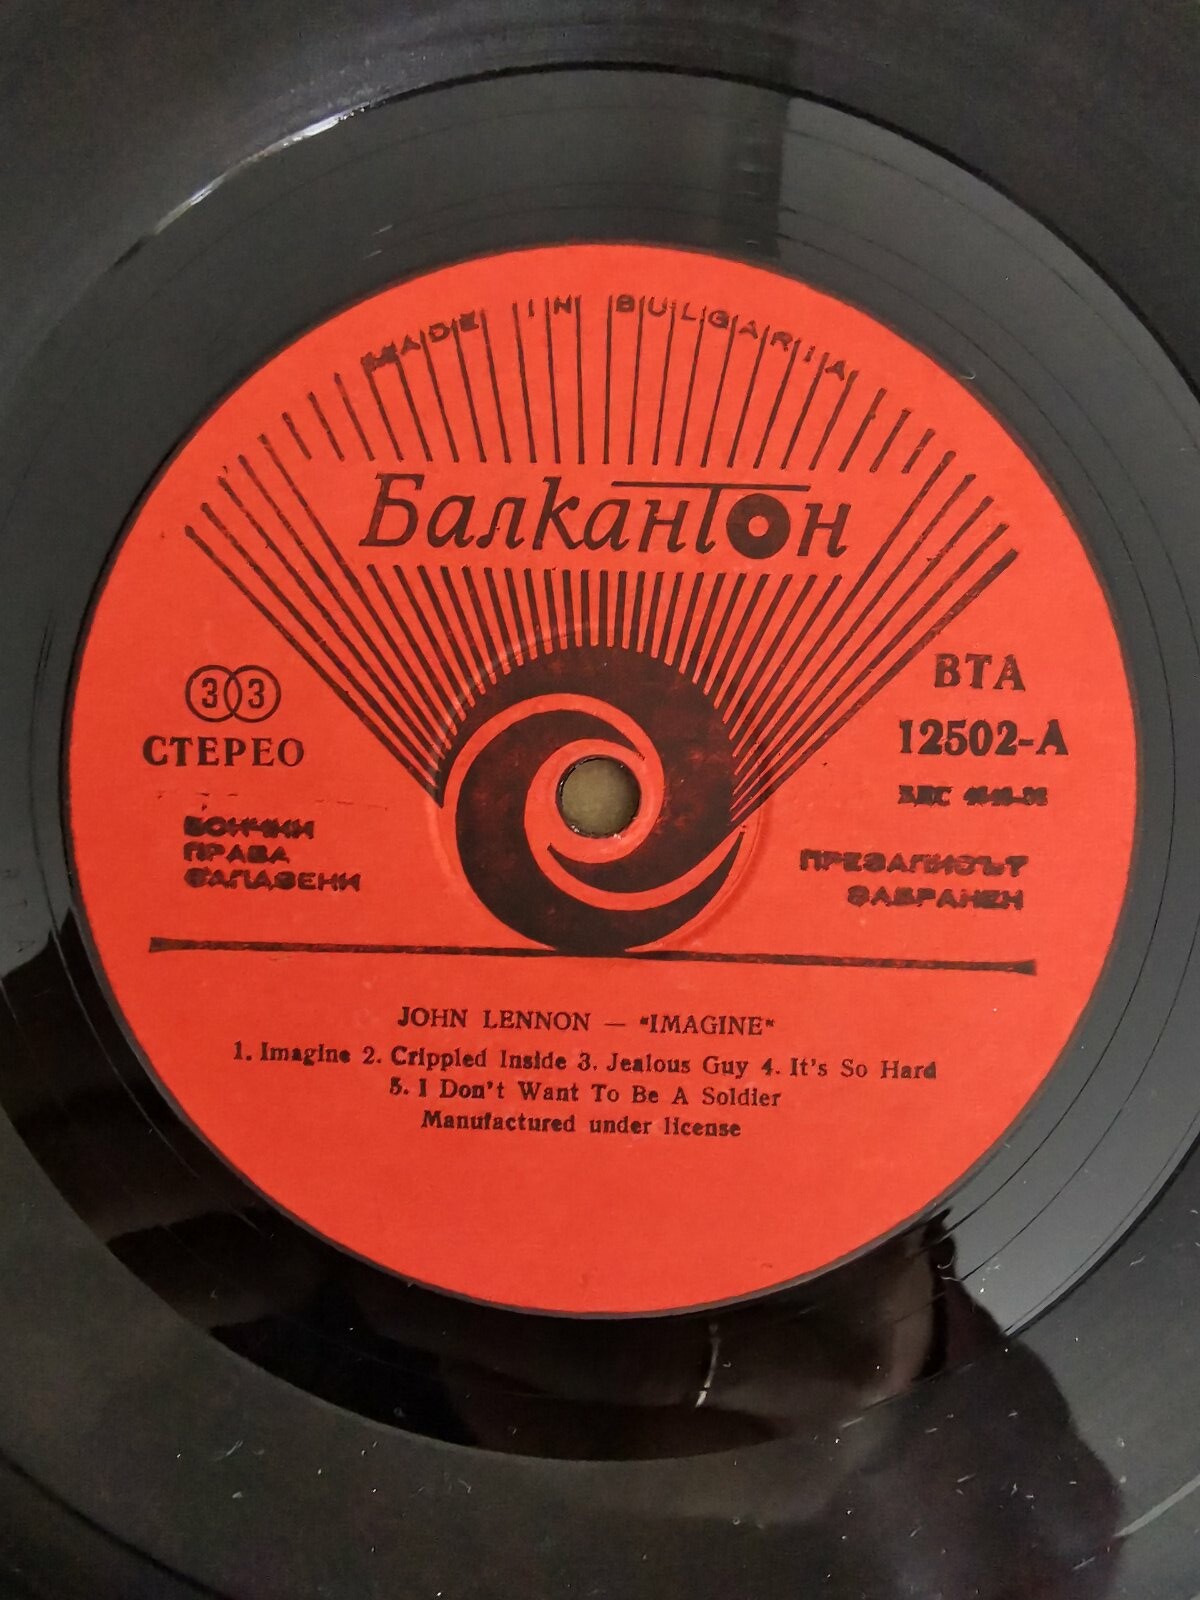 MADE IN BULGARIA
Балкантон
33
СТЕРЕО
ВСИЧКИ
ПРАВА
ЗАПАЗЕНИ
ВТА
12502-А
БДС
ПРЕЗАПИСЪТ
ЗАБРАНЕН
JOHN LENNON — "IMAGINE"
1. Imagine 2. Crippled Inside 3. Jealous Guy 4. It's So Hard
5. I Don't Want To Be A Soldier
Manufactured under license